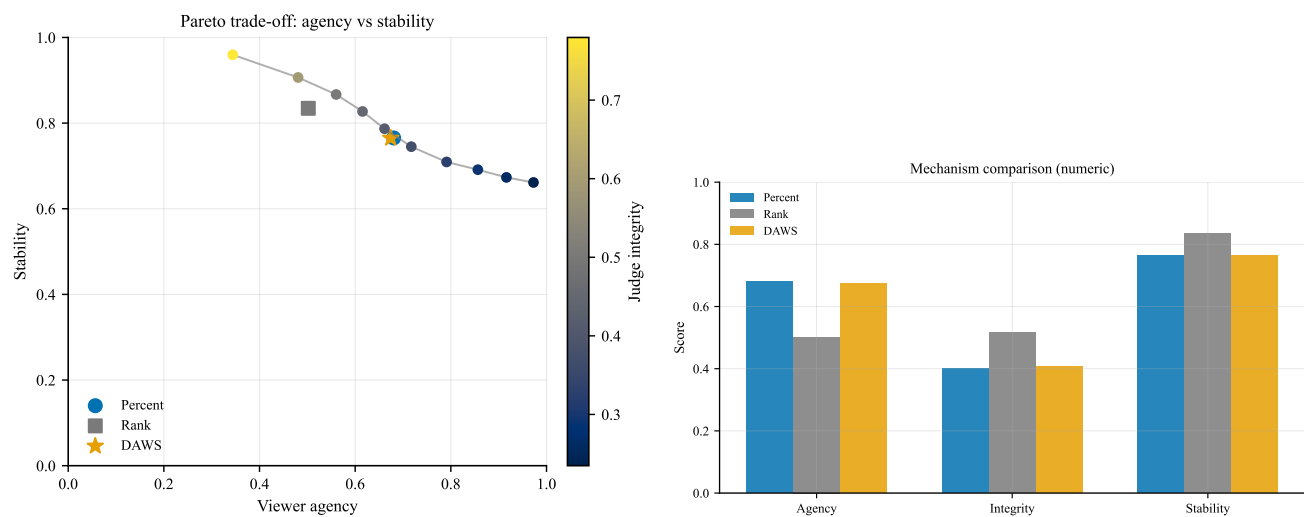 Pareto trade-off: agency vs stability
1.0
0.8
0.6
0.4
0.2
0.0
Stability
0.0
0.2
0.4
0.6
0.8
1.0
Viewer agency
Percent
Rank
DAWS
0.7
0.6
0.5
0.4
0.3
Judge integrity
Mechanism comparison (numeric)
1.0
0.8
0.6
0.4
0.2
0.0
Score
Percent
Rank
DAWS
Agency
Integrity
Stability